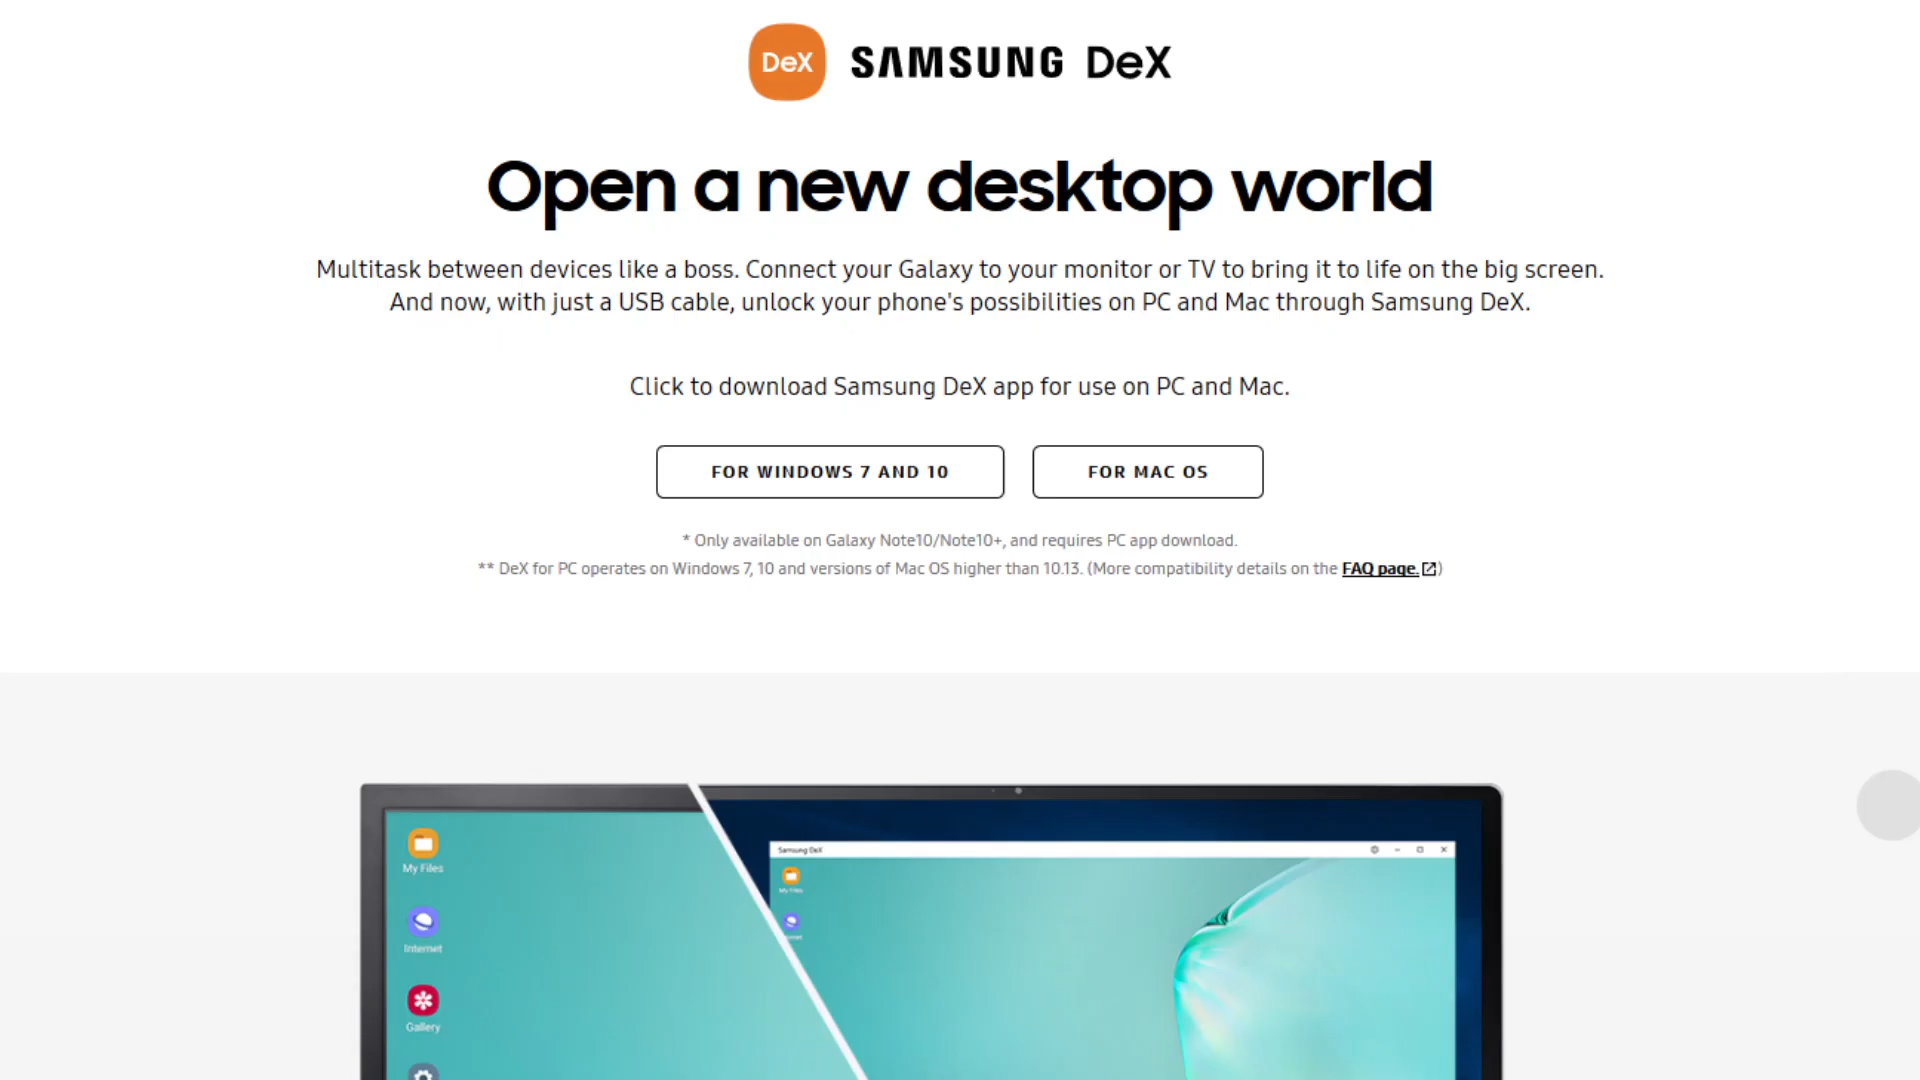 DeX SAMSUNG DeX
Open a new desktop world
Multitask between devices like a boss. Connect your Galaxy to your monitor or TV to bring it to life on the big screen.
And now, with just a USB cable, unlock your phone's possibilities on PC and Mac through Samsung DeX.
Click to download Samsung DeX app for use on PC and Mac.
FOR WINDOWS 7 AND 10
FOR MAC OS
* Only available on Galaxy Note10/Note10+, and requires PC app download.
** DeX for PC operates on Windows 7, 10 and versions of Mac OS higher than 10.13. (More compatibility details on the FAQ page. )
My Files
Internet
Gallery
Samsung DeX
My Files